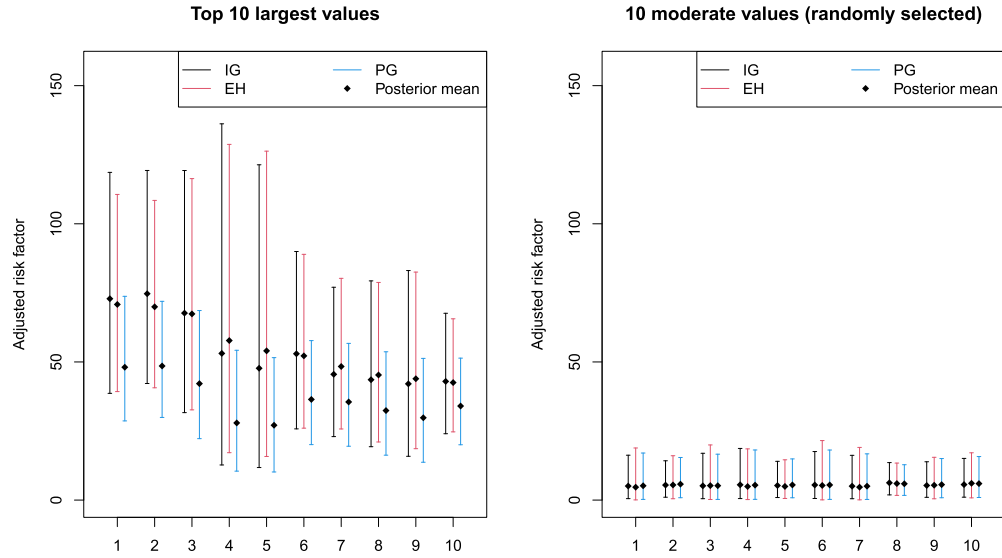 Top 10 largest values
IG
EH
PG
Posterior mean
Adjusted risk factor
0
50
100
150
1 2 3 4 5 6 7 8 9 10
10 moderate values (randomly selected)
IG
EH
PG
Posterior mean
Adjusted risk factor
0
50
100
150
1 2 3 4 5 6 7 8 9 10